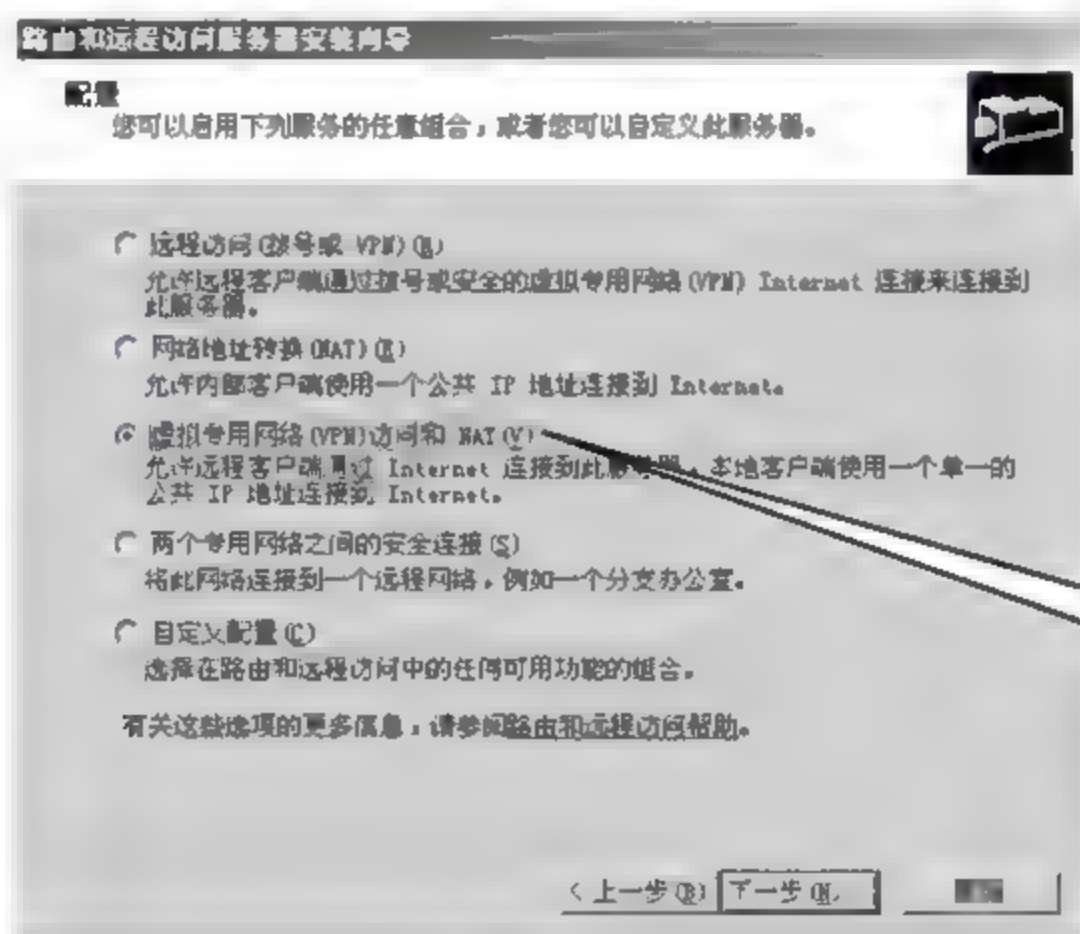 路由和远程访问服务器安装向导
配置
您可以启用下列服务的任意组合，或者您可以自定义此服务器。
远程访问(拨号或 VPN)(R)
允许远程客户端通过拨号或安全的虚拟专用网络(VPN) Internet 连接来连接到
此服务器。
网络地址转换(NAT)(E)
允许内部客户端使用一个公共 IP 地址连接到 Internet。
虚拟专用网络(VPN)访问和 NAT(V)
允许远程客户端通过 Internet 连接到此服务器，本地客户端使用一个单一的
公共 IP 地址连接到 Internet。
两个专用网络之间的安全连接(S)
将此网络连接到一个远程网络，例如一个分支办公室。
自定义配置(C)
选择在路由和远程访问中的任何可用功能的组合。
有关这些选项的更多信息，请参阅路由和远程访问帮助。
< 上一步(B) 下一步(N)